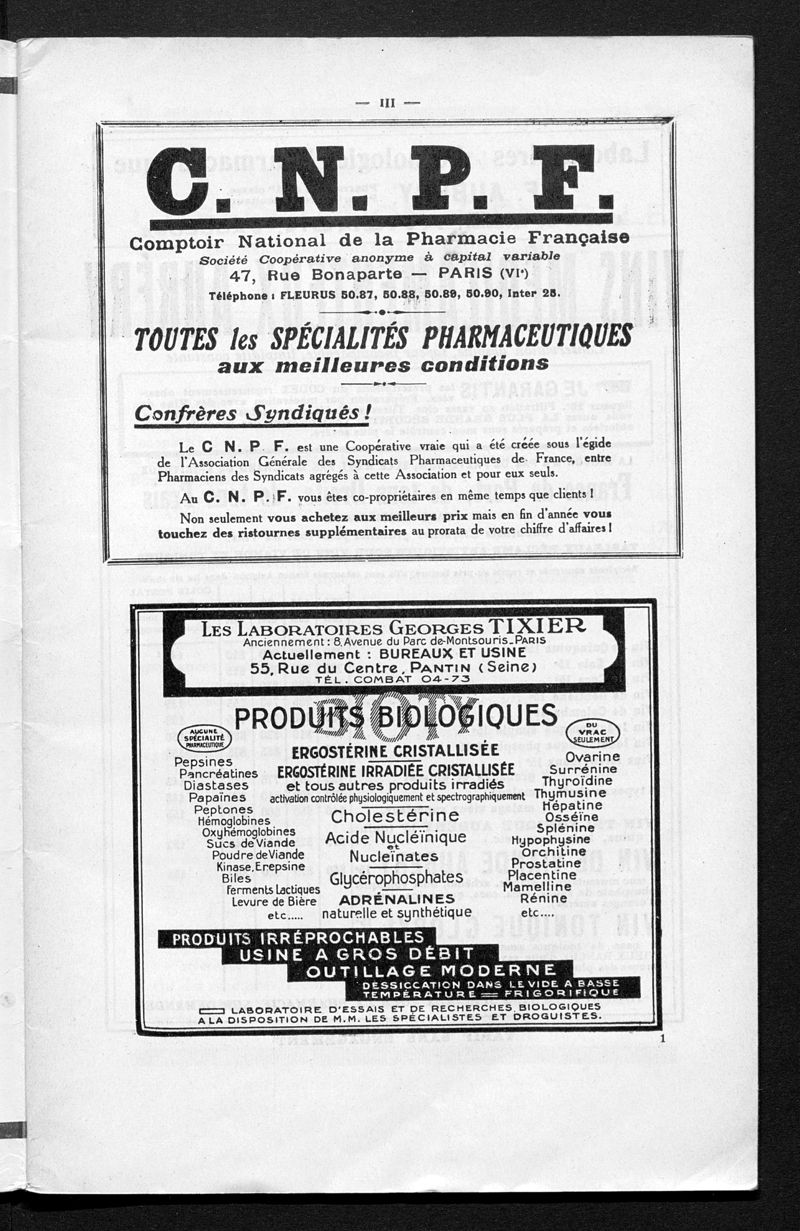 — III —
C. N. P. F.
Comptoir National de la Pharmacie Française
Société Coopérative anonyme à capital variable
47, Rue Bonaparte — PARIS (VIe)
Téléphone : FLEURUS 50.87, 50.88, 50.89, 50.90, Inter 28.
TOUTES les SPÉCIALITÉS PHARMACEUTIQUES
aux meilleures conditions
Confrères Syndiqués !
Le C N. P F. est une Coopérative vraie qui a été créée sous l'égide
de l'Association Générale des Syndicats Pharmaceutiques de France, entre
Pharmaciens des Syndicats agrégés à cette Association et pour eux seuls.
Au C. N. P. F. vous êtes co-propriétaires en même temps que clients !
Non seulement vous achetez aux meilleurs prix mais en fin d'année vous
touchez des ristournes supplémentaires au prorata de votre chiffre d'affaires !
LES LABORATOIRES GEORGES TIXIER
Anciennement : 8, Avenue du Parc de-Montsouris_PARIS
Actuellement : BUREAUX ET USINE
55, Rue du Centre, PANTIN (Seine)
TÉL. COMBAT 04-73
BIOTY
PRODUITS BIOLOGIQUES
AUCUNE
SPÉCIALITÉ
PHARMACEUTIQUE
Pepsines
Pancréatines
Diastases
Papaïnes
Peptones
Hémoglobines
Oxyhémoglobines
Sucs de Viande
Poudre de Viande
Kinase, Erepsine
Biles
Ferments Lactiques
Levure de Bière
etc.....
ERGOSTÉRINE CRISTALLISÉE
ERGOSTÉRINE IRRADIÉE CRISTALLISÉE
et tous autres produits irradiés
activation contrôlée physiologiquement et spectrographiquement
Cholestérine
Acide Nucléïnique
et
Nucleïnates
Glycérophosphates
ADRÉNALINES
naturelle et synthétique
DU
VRAC
SEULEMENT
Ovarine
Surrénine
Thyroïdine
Thymusine
Hépatine
Osséïne
Splénine
Hypophysine
Orchitine
Prostatine
Placentine
Mamelline
Rénine
etc....
PRODUITS IRRÉPROCHABLES
USINE A GROS DÉBIT
OUTILLAGE MODERNE
DESSICCATION DANS LE VIDE A BASSE
TEMPÉRATURE = FRIGORIFIQUE
LABORATOIRE D'ESSAIS ET DE RECHERCHES BIOLOGIQUES
A LA DISPOSITION DE M.M. LES SPÉCIALISTES ET DROGUISTES.
1